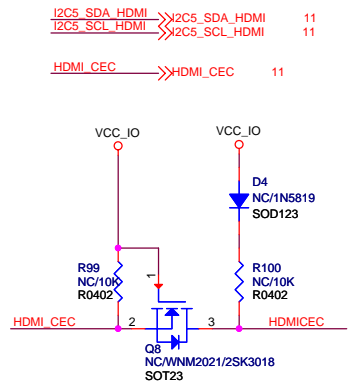 I2C5_SDA_HDMI I2C5_SDA_HDMI 11
I2C5_SCL_HDMI I2C5_SCL_HDMI 11
HDMI_CEC HDMI_CEC 11
VCC_IO VCC_IO
D4
NC/1N5819
SOD123
R99 R100
NC/10K NC/10K
R0402 R0402
1
HDMI_CEC 2 3 HDMICEC
Q8
NC/WNM2021/2SK3018
SOT23